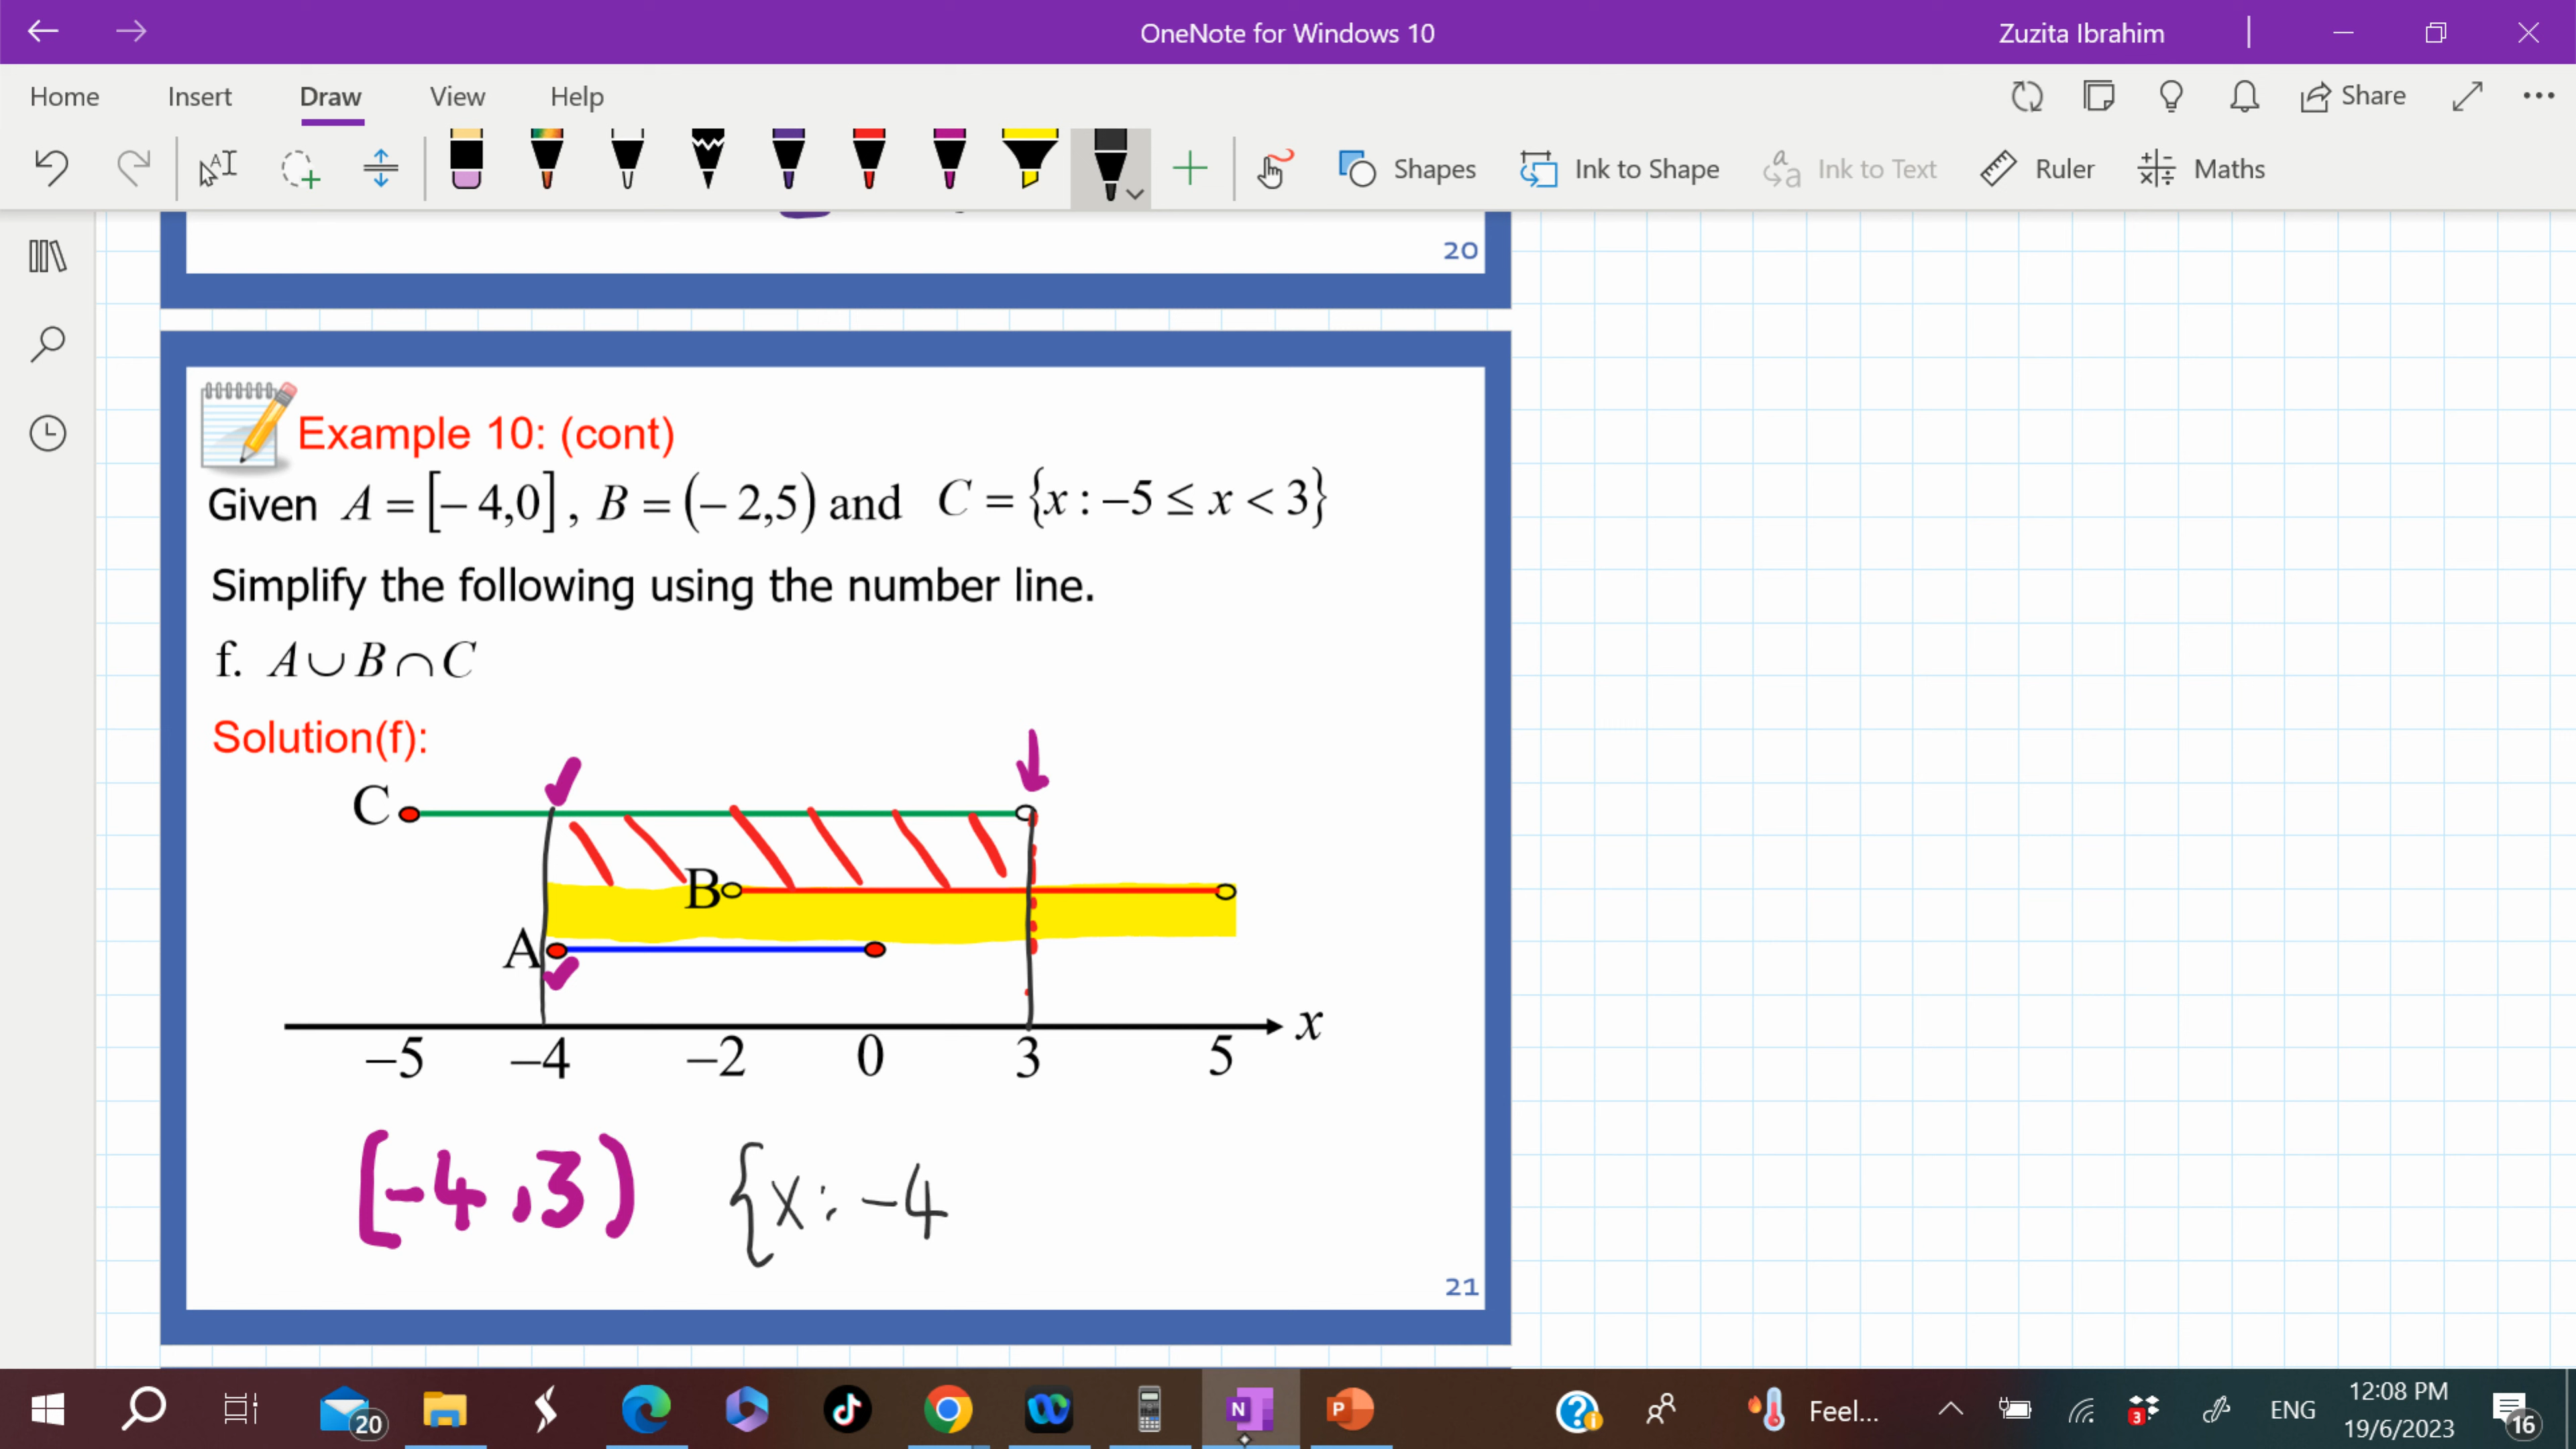 OneNote for Windows 10
Zuzita Ibrahim
Home Insert Draw View Help
Share
Shapes Ink to Shape Ink to Text Ruler Maths
20
Example 10: (cont)
Given A = [– 4,0] , B = (– 2,5) and C = {x : –5 ≤ x < 3}
Simplify the following using the number line.
f. A∪B∩C
Solution(f):
C
B
A
x
–5 –4 –2 0 3 5
[-4,3) {x: -4
21
20
Feel...
3
ENG
12:08 PM
19/6/2023
16